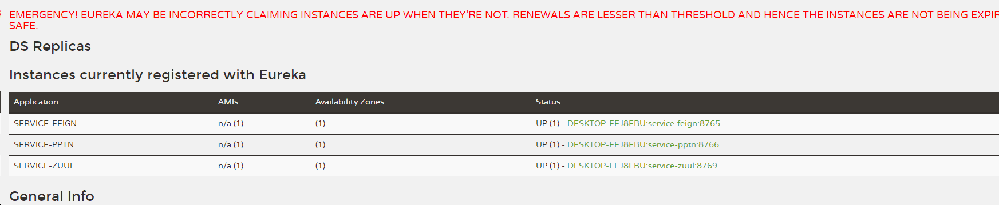 EMERGENCY! EUREKA MAY BE INCORRECTLY CLAIMING INSTANCES ARE UP WHEN THEY'RE NOT. RENEWALS ARE LESSER THAN THRESHOLD AND HENCE THE INSTANCES ARE NOT BEING EXPIR
SAFE.
DS Replicas
Instances currently registered with Eureka
Application AMIs Availability Zones Status
SERVICE-FEIGN n/a (1) (1) UP (1) - DESKTOP-FEJ8FBU:service-feign:8765
SERVICE-PPTN n/a (1) (1) UP (1) - DESKTOP-FEJ8FBU:service-pptn:8766
SERVICE-ZUUL n/a (1) (1) UP (1) - DESKTOP-FEJ8FBU:service-zuul:8769
General Info